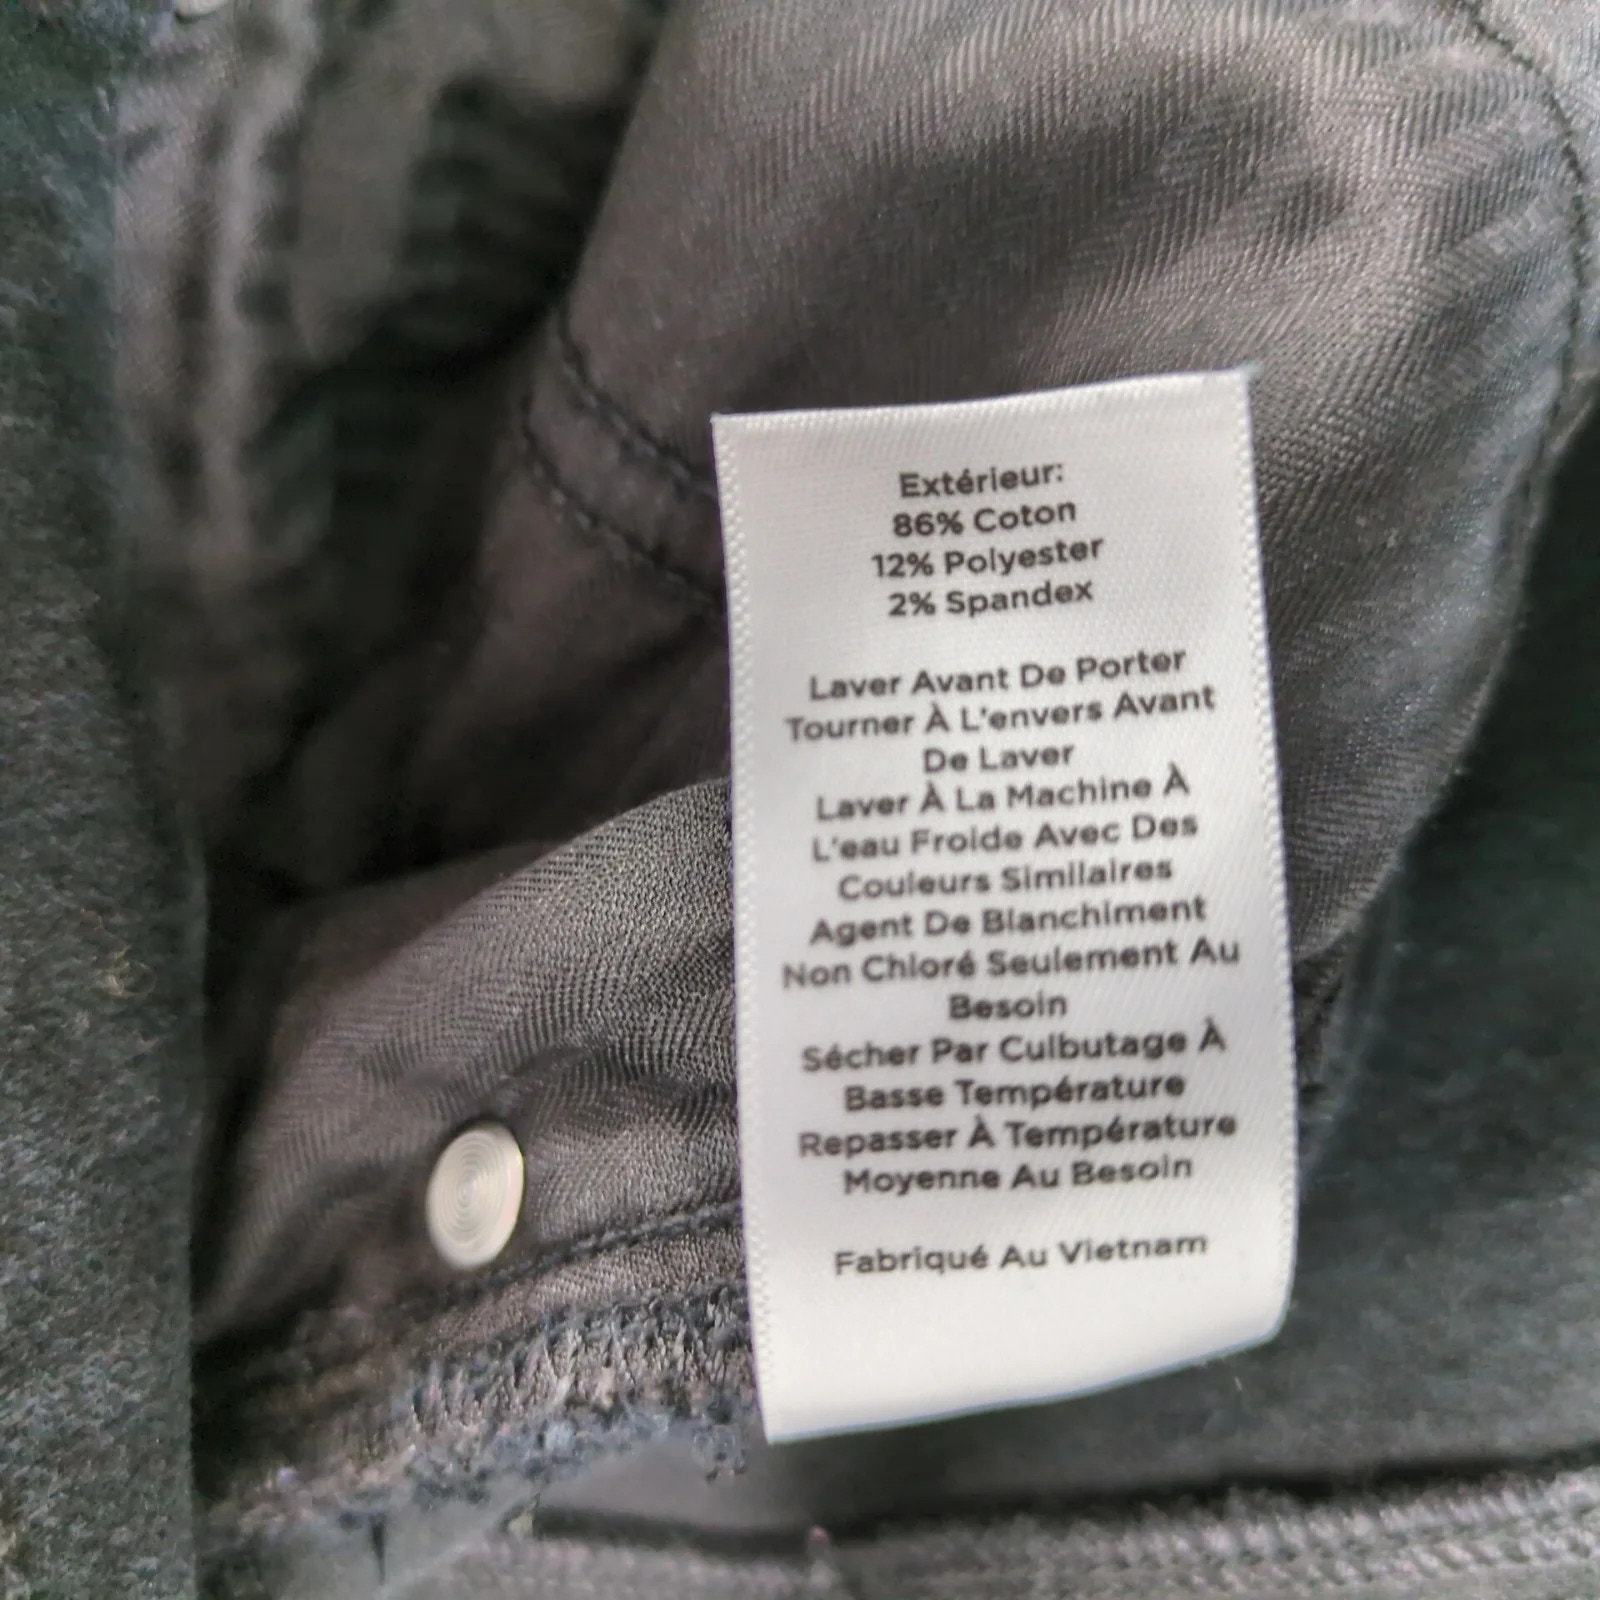 Extérieur:
86% Coton
12% Polyester
2% Spandex
Laver Avant De Porter
Tourner À L'envers Avant
De Laver
Laver À La Machine À
L'eau Froide Avec Des
Couleurs Similaires
Agent De Blanchiment
Non Chloré Seulement Au
Besoin
Sécher Par Culbutage À
Basse Température
Repasser À Température
Moyenne Au Besoin
Fabriqué Au Vietnam